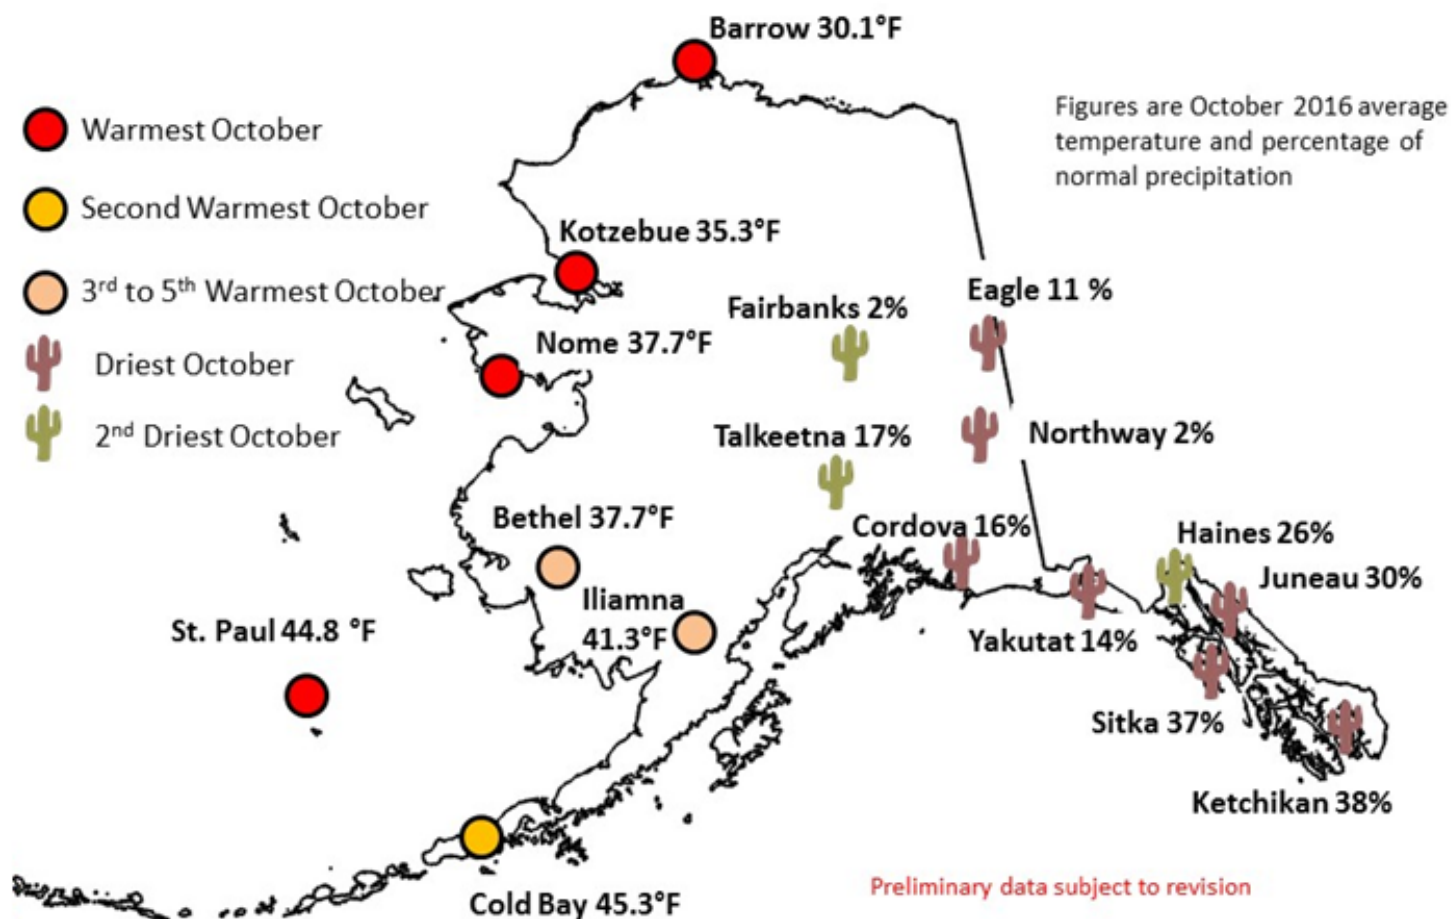 Barrow 30.1°F
Figures are October 2016 average
temperature and percentage of
normal precipitation
Warmest October
Second Warmest October
3rd to 5th Warmest October
Driest October
2nd Driest October
Kotzebue 35.3°F
Eagle 11 %
Fairbanks 2%
Nome 37.7°F
Talkeetna 17%
Northway 2%
Bethel 37.7°F
Cordova 16%
Haines 26%
Juneau 30%
Iliamna
41.3°F
St. Paul 44.8 °F
Yakutat 14%
Sitka 37%
Ketchikan 38%
Cold Bay 45.3°F
Preliminary data subject to revision